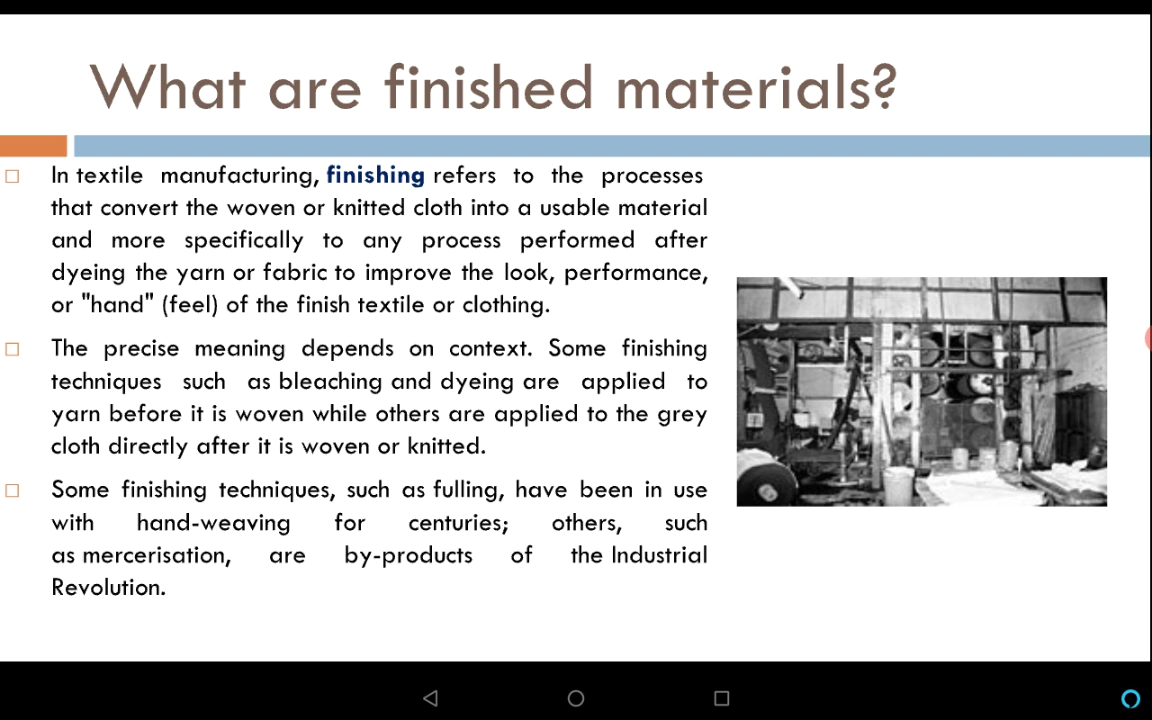 What are finished materials?
In textile manufacturing, finishing refers to the processes
that convert the woven or knitted cloth into a usable material
and more specifically to any process performed after
dyeing the yarn or fabric to improve the look, performance,
or "hand" (feel) of the finish textile or clothing.
The precise meaning depends on context. Some finishing
techniques such as bleaching and dyeing are applied to
yarn before it is woven while others are applied to the grey
cloth directly after it is woven or knitted.
Some finishing techniques, such as fulling, have been in use
with hand-weaving for centuries; others, such
as mercerisation, are by-products of the Industrial
Revolution.